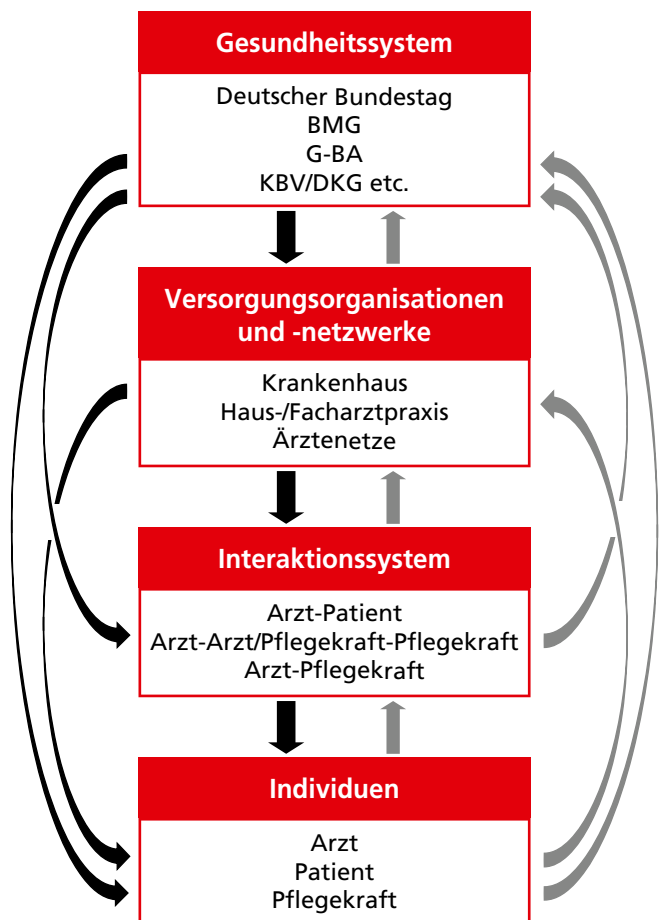 Gesundheitssystem
Deutscher Bundestag
BMG
G-BA
KBV/DKG etc.
Versorgungsorganisationen
und -netzwerke
Krankenhaus
Haus-/Facharztpraxis
Ärztenetze
Interaktionssystem
Arzt-Patient
Arzt-Arzt/Pflegekraft-Pflegekraft
Arzt-Pflegekraft
Individuen
Arzt
Patient
Pflegekraft